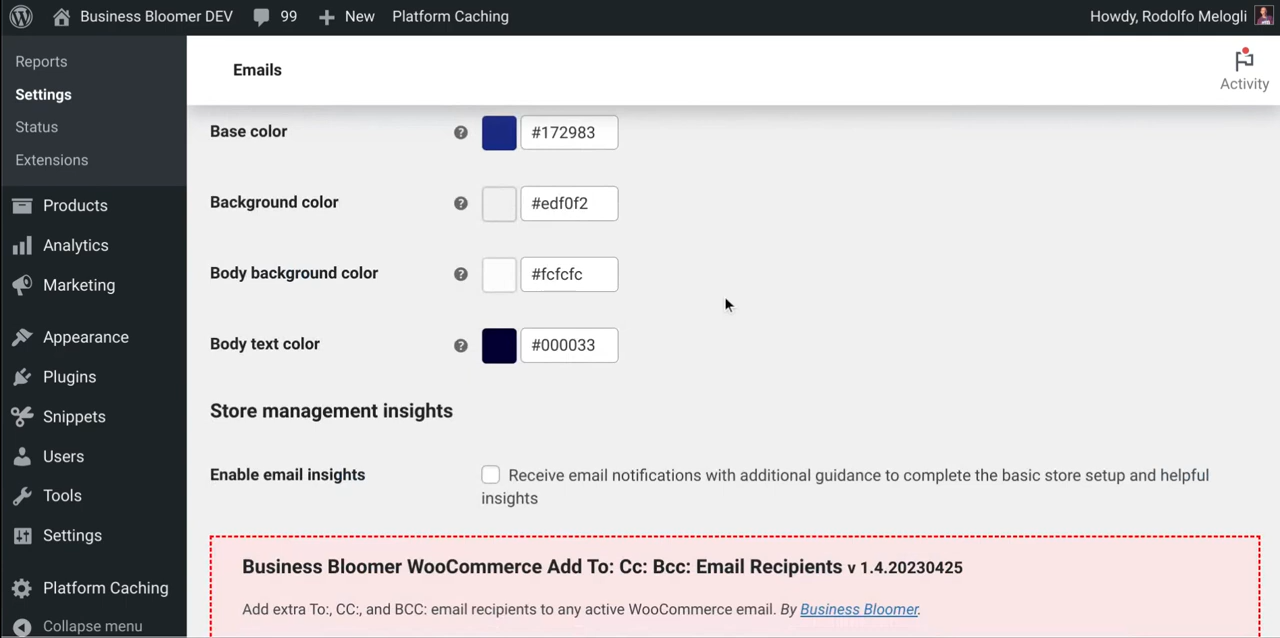 Business Bloomer DEV 99 New Platform Caching Howdy, Rodolfo Melogli
Reports
Settings
Status
Extensions
Products
Analytics
Marketing
Appearance
Plugins
Snippets
Users
Tools
Settings
Platform Caching
Collapse menu
Emails
Activity
Base color ? #172983
Background color ? #edf0f2
Body background color ? #fcfcfc
Body text color ? #000033
Store management insights
Enable email insights Receive email notifications with additional guidance to complete the basic store setup and helpful
insights
Business Bloomer WooCommerce Add To: Cc: Bcc: Email Recipients v 1.4.20230425
Add extra To:, CC:, and BCC: email recipients to any active WooCommerce email. By Business Bloomer.